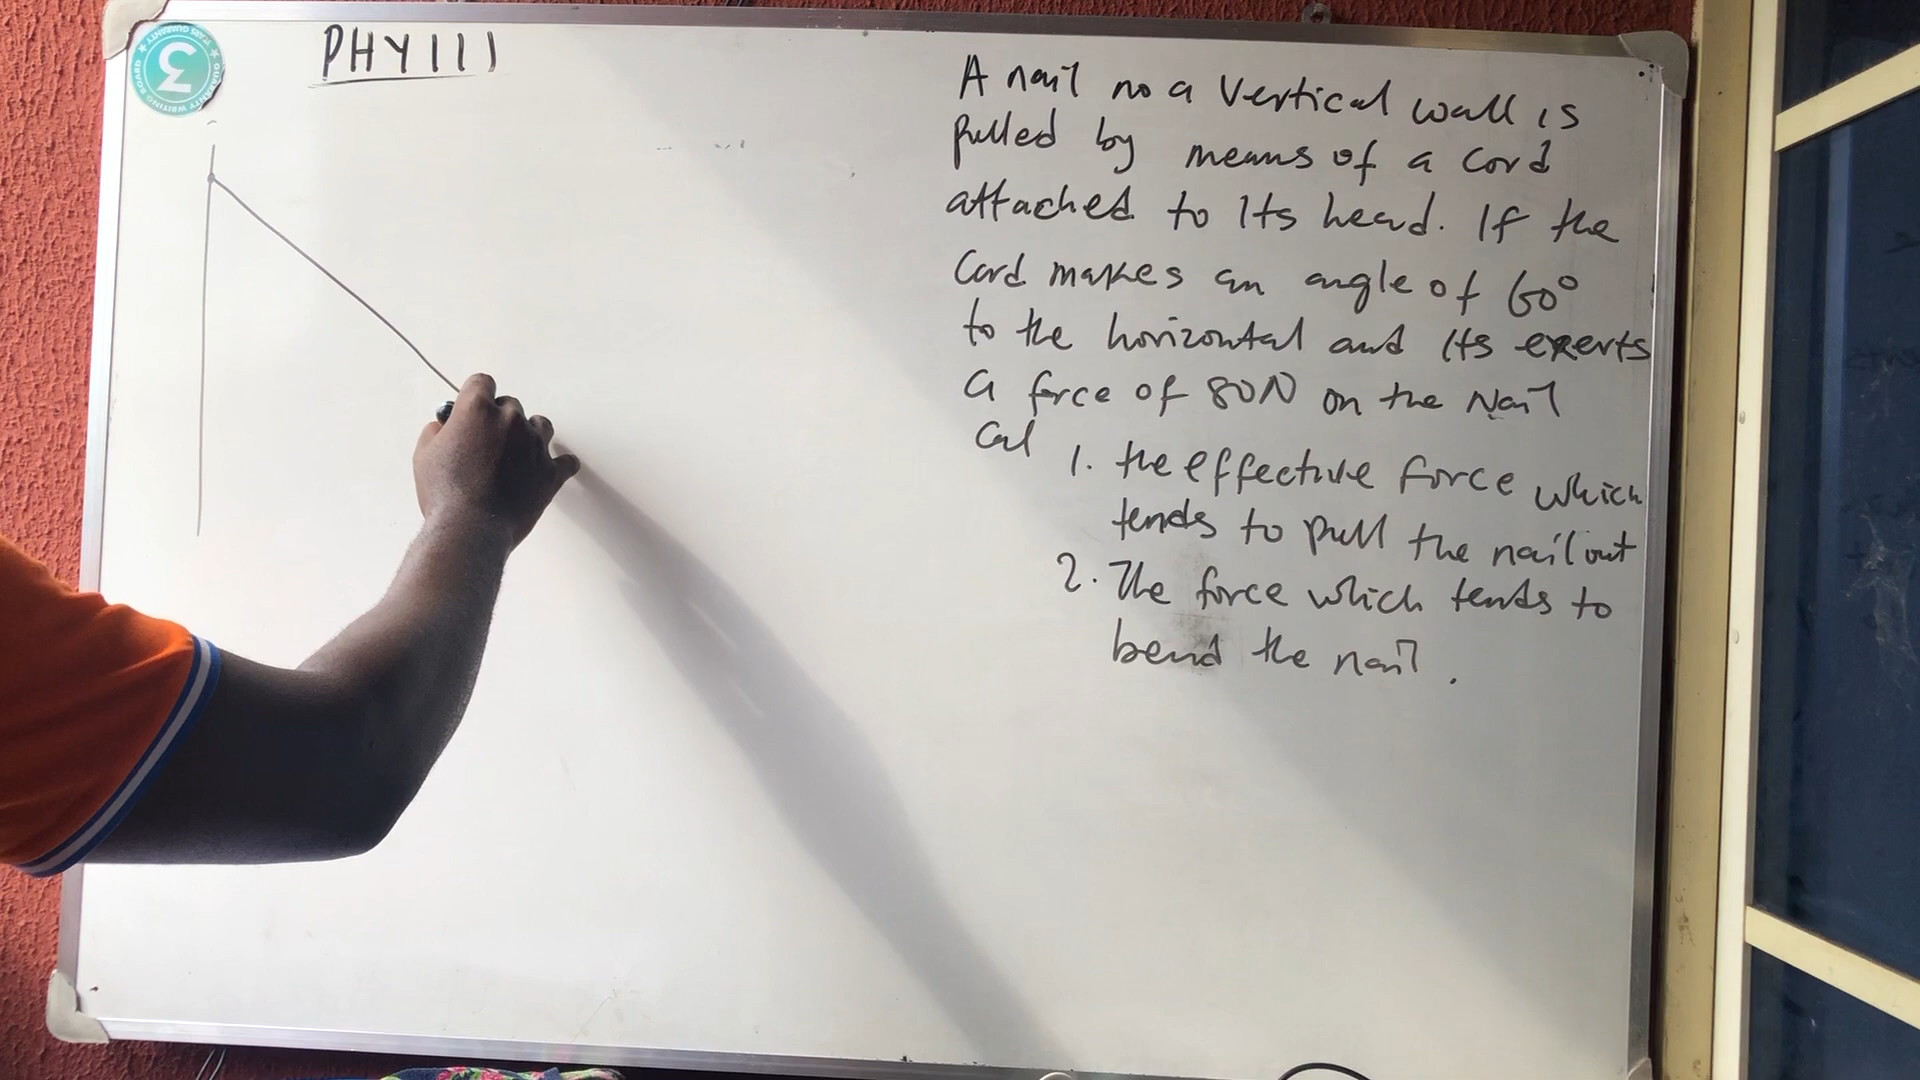 PHY111
A nail no a Vertical wall is
pulled by means of a Cord
attached to Its head. If the
Cord makes an angle of 60°
to the horizontal and Its exerts
a force of 80N on the Nail
Cal 1. the effective force which
tends to pull the nail out
2. The force which tends to
bend the nail.
3